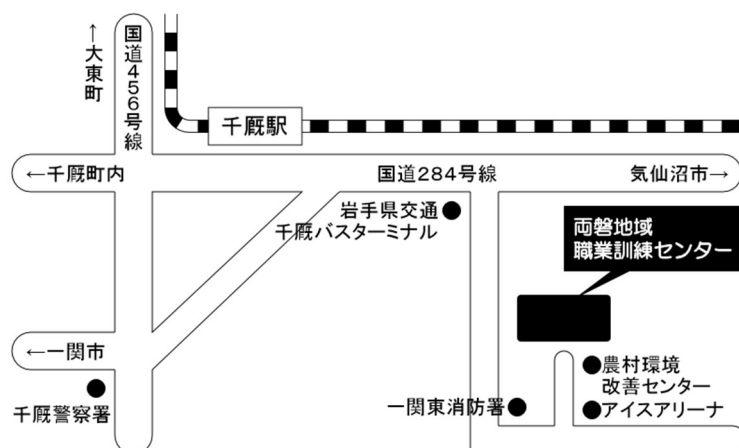 ↑大東町
国道456号線
千厩駅
←千厩町内
国道284号線
気仙沼市→
岩手県交通
千厩バスターミナル
両磐地域
職業訓練センター
←一関市
農村環境
改善センター
千厩警察署
一関東消防署
アイスアリーナ